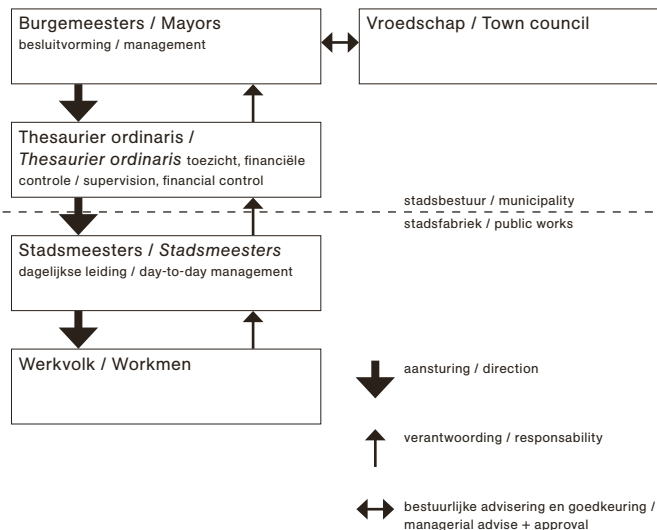 Burgemeesters / Mayors
besluitvorming / management
Vroedschap / Town council
Thesaurier ordinaris /
Thesaurier ordinaris toezicht, financiële
controle / supervision, financial control
stadsbestuur / municipality
stadsfabriek / public works
Stadsmeesters / Stadsmeesters
dagelijkse leiding / day-to-day management
Werkvolk / Workmen
aansturing / direction
verantwoording / responsability
bestuurlijke advisering en goedkeuring /
managerial advise + approval